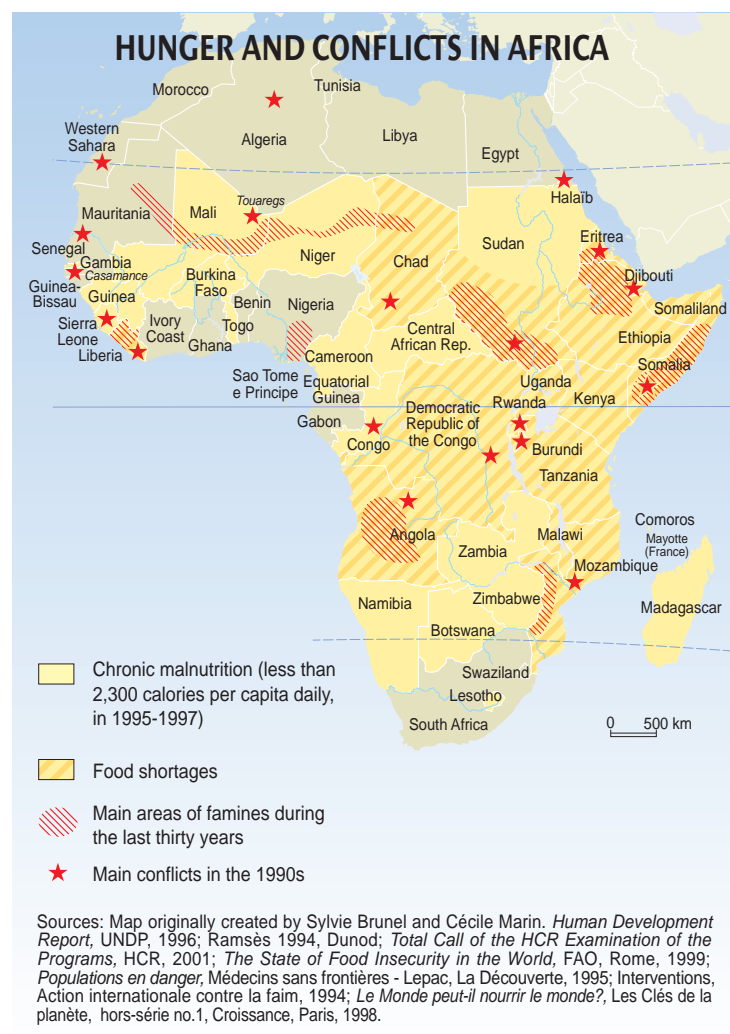 HUNGER AND CONFLICTS IN AFRICA
Morocco
Tunisia
Western
Sahara
Algeria
Libya
Egypt
Halaïb
Mauritania
Mali
Touaregs
Niger
Chad
Sudan
Eritrea
Djibouti
Senegal
Gambia
Casamance
Guinea-
Bissau
Guinea
Burkina
Faso
Benin
Nigeria
Somaliland
Sierra
Leone
Liberia
Ivory
Coast
Ghana
Togo
Central
African Rep.
Ethiopia
Cameroon
Somalia
Sao Tome
e Principe
Equatorial
Guinea
Uganda
Kenya
Rwanda
Gabon
Congo
Democratic
Republic of
the Congo
Burundi
Tanzania
Comoros
Mayotte
(France)
Angola
Malawi
Zambia
Mozambique
Namibia
Zimbabwe
Madagascar
Botswana
Swaziland
Lesotho
South Africa
0 500 km
Chronic malnutrition (less than
2,300 calories per capita daily,
in 1995-1997)
Food shortages
Main areas of famines during
the last thirty years
Main conflicts in the 1990s
Sources: Map originally created by Sylvie Brunel and Cécile Marin. Human Development
Report, UNDP, 1996; Ramsès 1994, Dunod; Total Call of the HCR Examination of the
Programs, HCR, 2001; The State of Food Insecurity in the World, FAO, Rome, 1999;
Populations en danger, Médecins sans frontières - Lepac, La Découverte, 1995; Interventions,
Action internationale contre la faim, 1994; Le Monde peut-il nourrir le monde?, Les Clés de la
planète, hors-série no.1, Croissance, Paris, 1998.